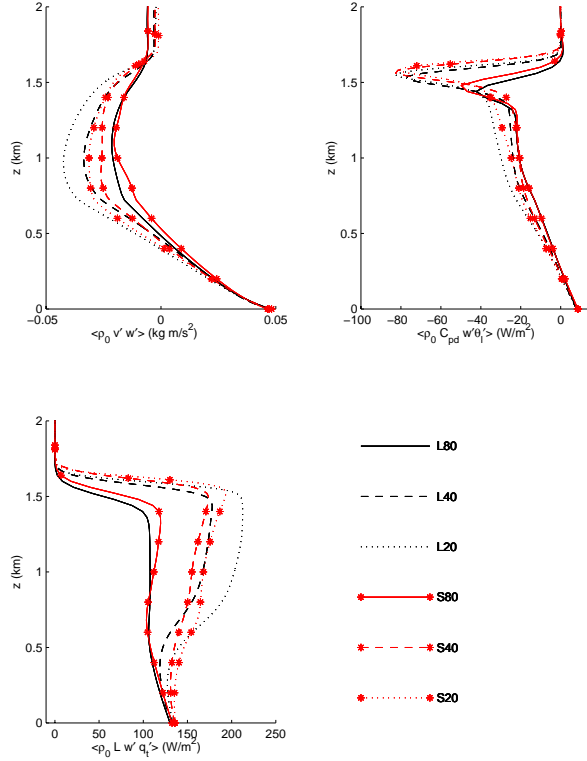 2
1.5
1
0.5
0
z (km)
−0.05 0 0.05
<ρ0 v′ w′> (kg m/s2)
2
1.5
1
0.5
0
z (km)
−100 −80 −60 −40 −20 0
<ρ0 Cpd w′θl′> (W/m2)
2
1.5
1
0.5
0
z (km)
0 50 100 150 200 250
<ρ0 L w′ qt′> (W/m2)
L80
L40
L20
S80
S40
S20